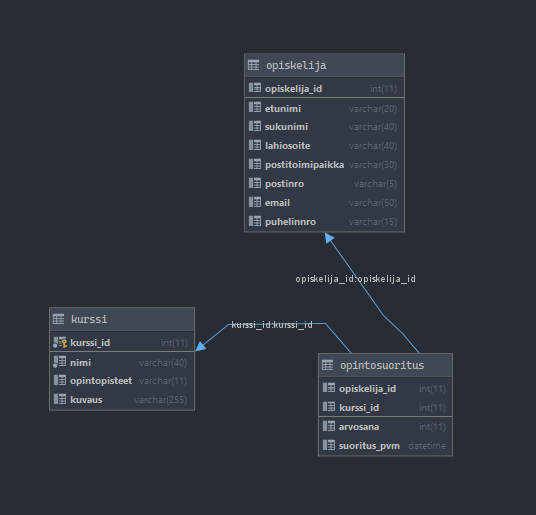 opiskelija
opiskelija_id int(11)
etunimi varchar(20)
sukunimi varchar(40)
lahiosoite varchar(40)
postitoimipaikka varchar(30)
postinro varchar(5)
email varchar(50)
puhelinnro varchar(15)
opiskelija_id:opiskelija_id
kurssi_id:kurssi_id
kurssi
kurssi_id int(11)
nimi varchar(40)
opintopisteet varchar(11)
kuvaus varchar(255)
opintosuoritus
opiskelija_id int(11)
kurssi_id int(11)
arvosana int(11)
suoritus_pvm datetime